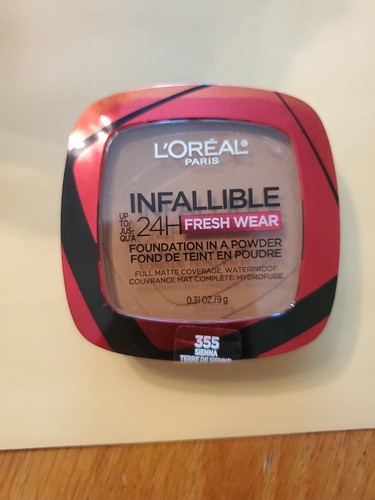 L'ORÉAL
PARIS
INFALLIBLE
UP TO/ JUS- QU'À 24H FRESH WEAR
FOUNDATION IN A POWDER
FOND DE TEINT EN POUDRE
FULL MATTE COVERAGE. WATERPROOF.
COUVRANCE MAT COMPLÈTE. HYDROFUGE.
0.31 OZ/9 g
355
SIENNA
TERRE DE SIENNE